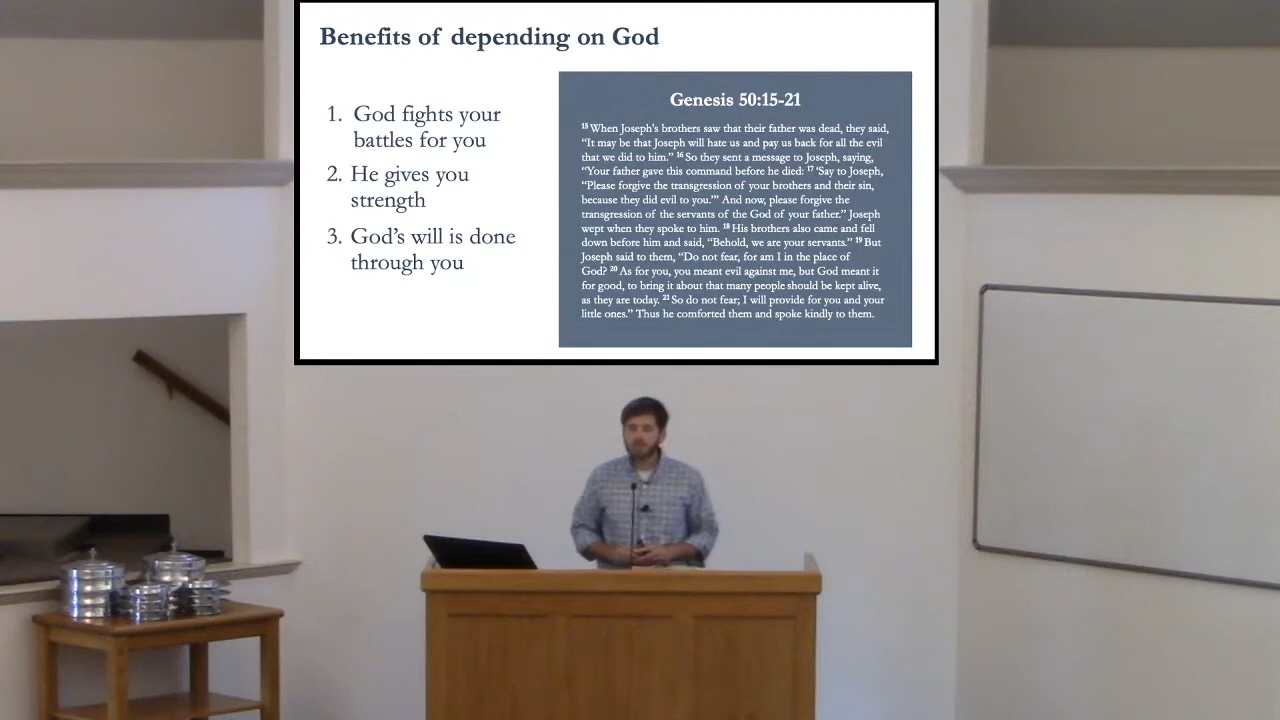 Benefits of depending on God
1. God fights your
battles for you
2. He gives you
strength
3. God's will is done
through you
Genesis 50:15-21
15 When Joseph's brothers saw that their father was dead, they said,
“It may be that Joseph will hate us and pay us back for all the evil
that we did to him.” 16 So they sent a message to Joseph, saying,
“Your father gave this command before he died: 17 ‘Say to Joseph,
“Please forgive the transgression of your brothers and their sin,
because they did evil to you.”’ And now, please forgive the
transgression of the servants of the God of your father.” Joseph
wept when they spoke to him. 18 His brothers also came and fell
down before him and said, “Behold, we are your servants.” 19 But
Joseph said to them, “Do not fear, for am I in the place of
God? 20 As for you, you meant evil against me, but God meant it
for good, to bring it about that many people should be kept alive,
as they are today. 21 So do not fear; I will provide for you and your
little ones.” Thus he comforted them and spoke kindly to them.